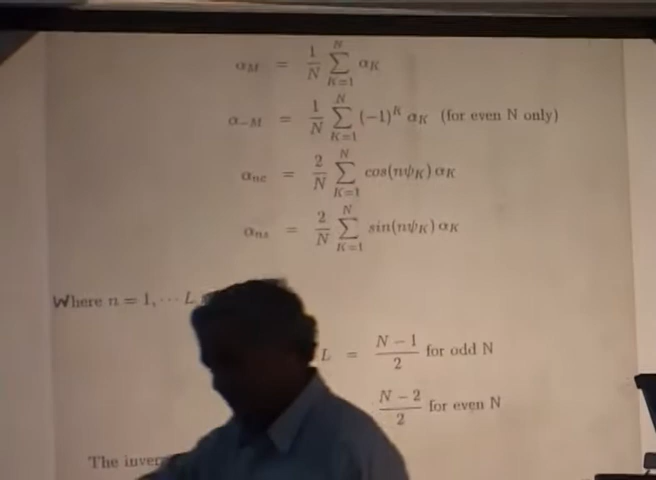 α_M = 1/N Σ_{K=1}^{N} α_K
α_{-M} = 1/N Σ_{K=1}^{N} (-1)^K α_K (for even N only)
α_{nc} = 2/N Σ_{K=1}^{N} cos(nψ_K) α_K
α_{ns} = 2/N Σ_{K=1}^{N} sin(nψ_K) α_K
Where n = 1, ⋯ L
L = N − 1 / 2 for odd N
N − 2 / 2 for even N
The